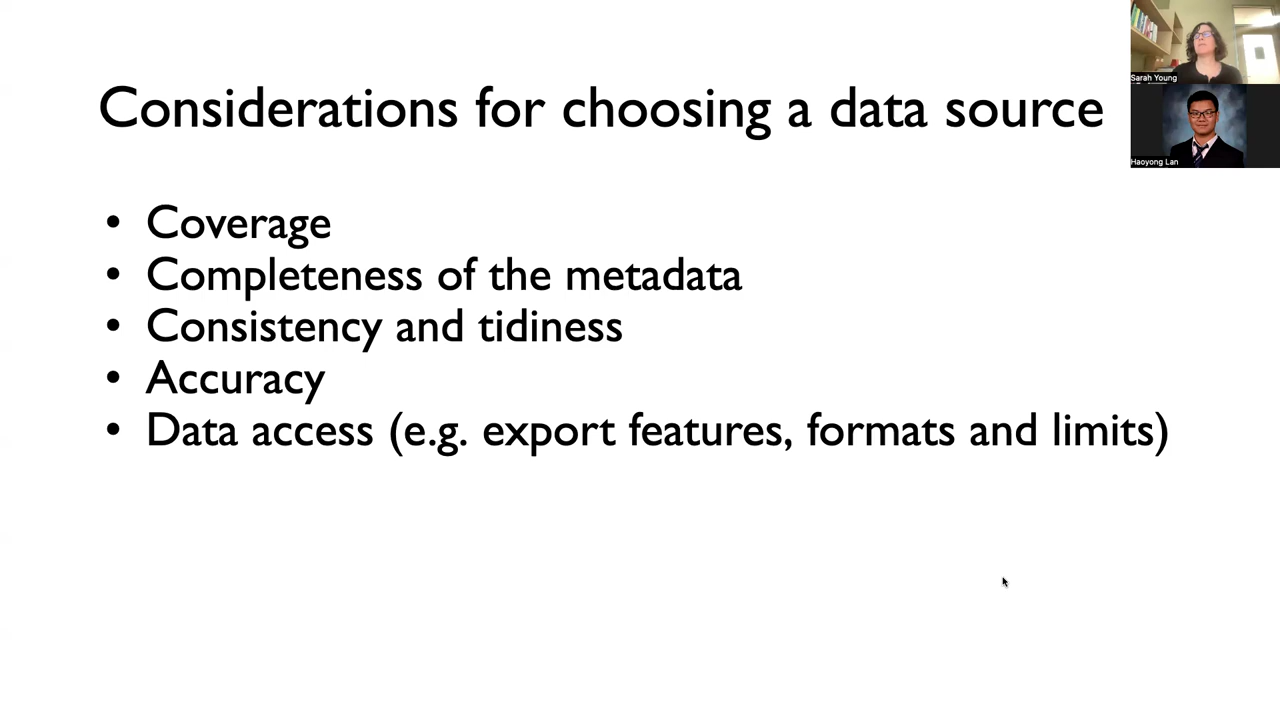 Considerations for choosing a data source
• Coverage
• Completeness of the metadata
• Consistency and tidiness
• Accuracy
• Data access (e.g. export features, formats and limits)
Sarah Young
Haoyong Lan